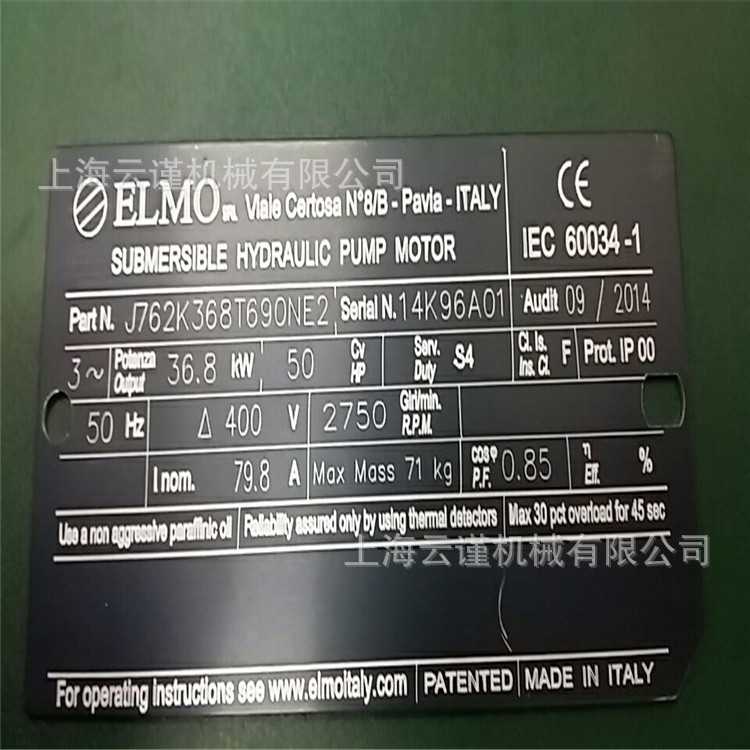 上海云谨机械有限公司
ELMO SRL Viale Certosa N°8/B - Pavia - ITALY CE
SUBMERSIBLE HYDRAULIC PUMP MOTOR IEC 60034-1
Part N. J762K368T690NE2 Serial N. 14K96A01 Audit 09 / 2014
3~ Potenza Output 36.8 kW 50 Cv HP Serv. Duty S4 Cl. Is. Ins. Cl. F Prot. IP 00
50 Hz Δ 400 V 2750 Giri/min. R.P.M.
I nom. 79.8 A Max Mass 71 kg cosφ P.F. 0.85 η Eff. %
Use a non aggressive paraffinic oil Reliability assured only by using thermal detectors Max 30 pct overload for 45 sec
上海云谨机械有限公司
For operating instructions see www.elmoitaly.com PATENTED MADE IN ITALY